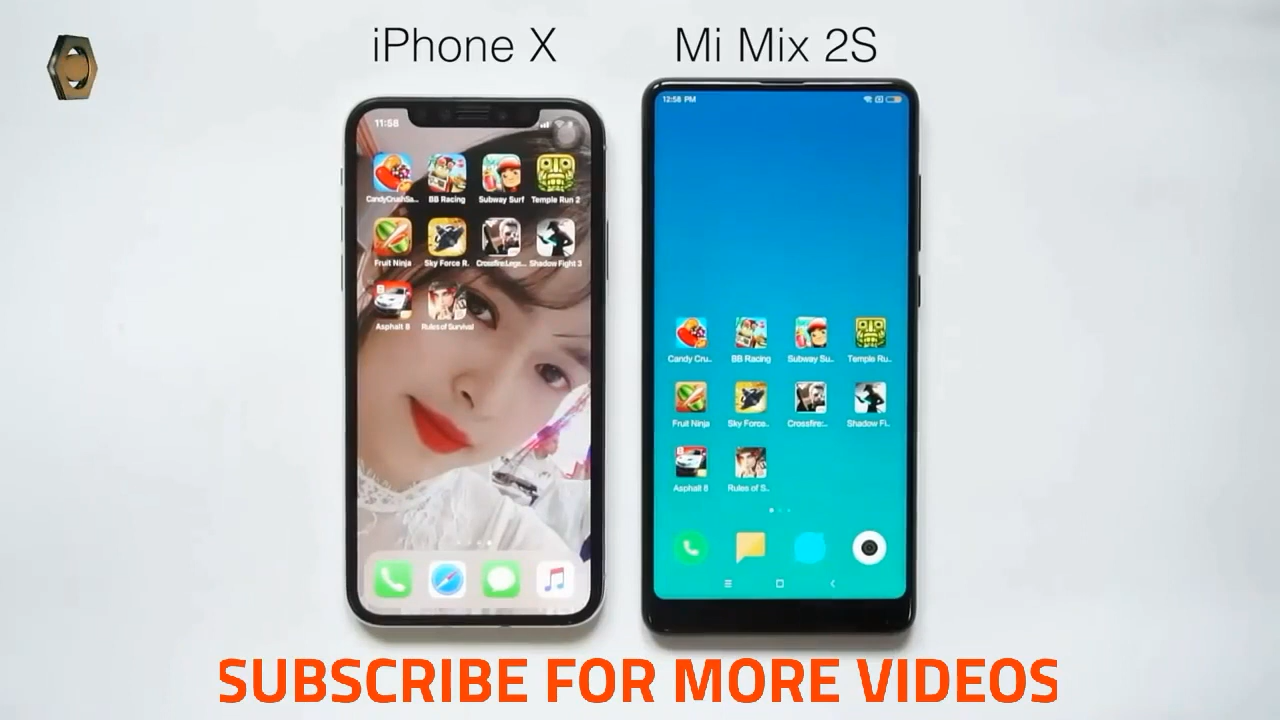 iPhone X
Mi Mix 2S
11:58
CandyCrushSa... BB Racing Subway Surf Temple Run 2
Fruit Ninja Sky Force R. Crossfire:Lege... Shadow Fight 3
Asphalt 8 Rules of Survival
12:58 PM
Candy Cru.. BB Racing Subway Su.. Temple Ru..
Fruit Ninja Sky Force.. Crossfire:.. Shadow Fi..
Asphalt 8 Rules of S..
SUBSCRIBE FOR MORE VIDEOS